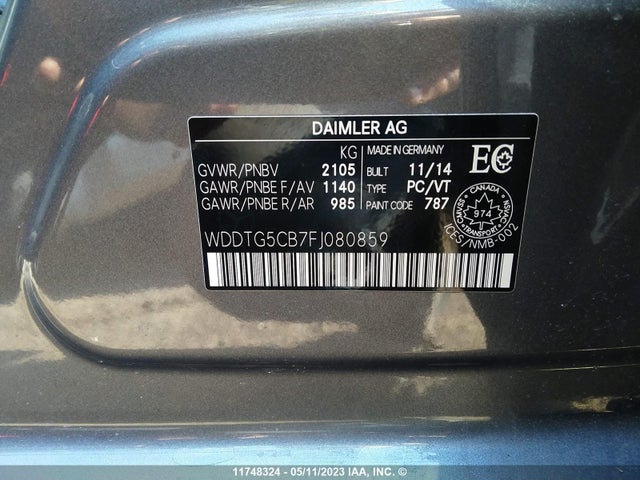 DAIMLER AG
KG MADE IN GERMANY
GVWR/PNBV 2105 BUILT 11/14
GAWR/PNBE F/AV 1140 TYPE PC/VT
GAWR/PNBE R/AR 985 PAINT CODE 787
EC
CANADA
974
TRANSPORT
ICES/NMB-002
WDDTG5CB7FJ080859
11748324 - 05/11/2023 IAA, INC. ©